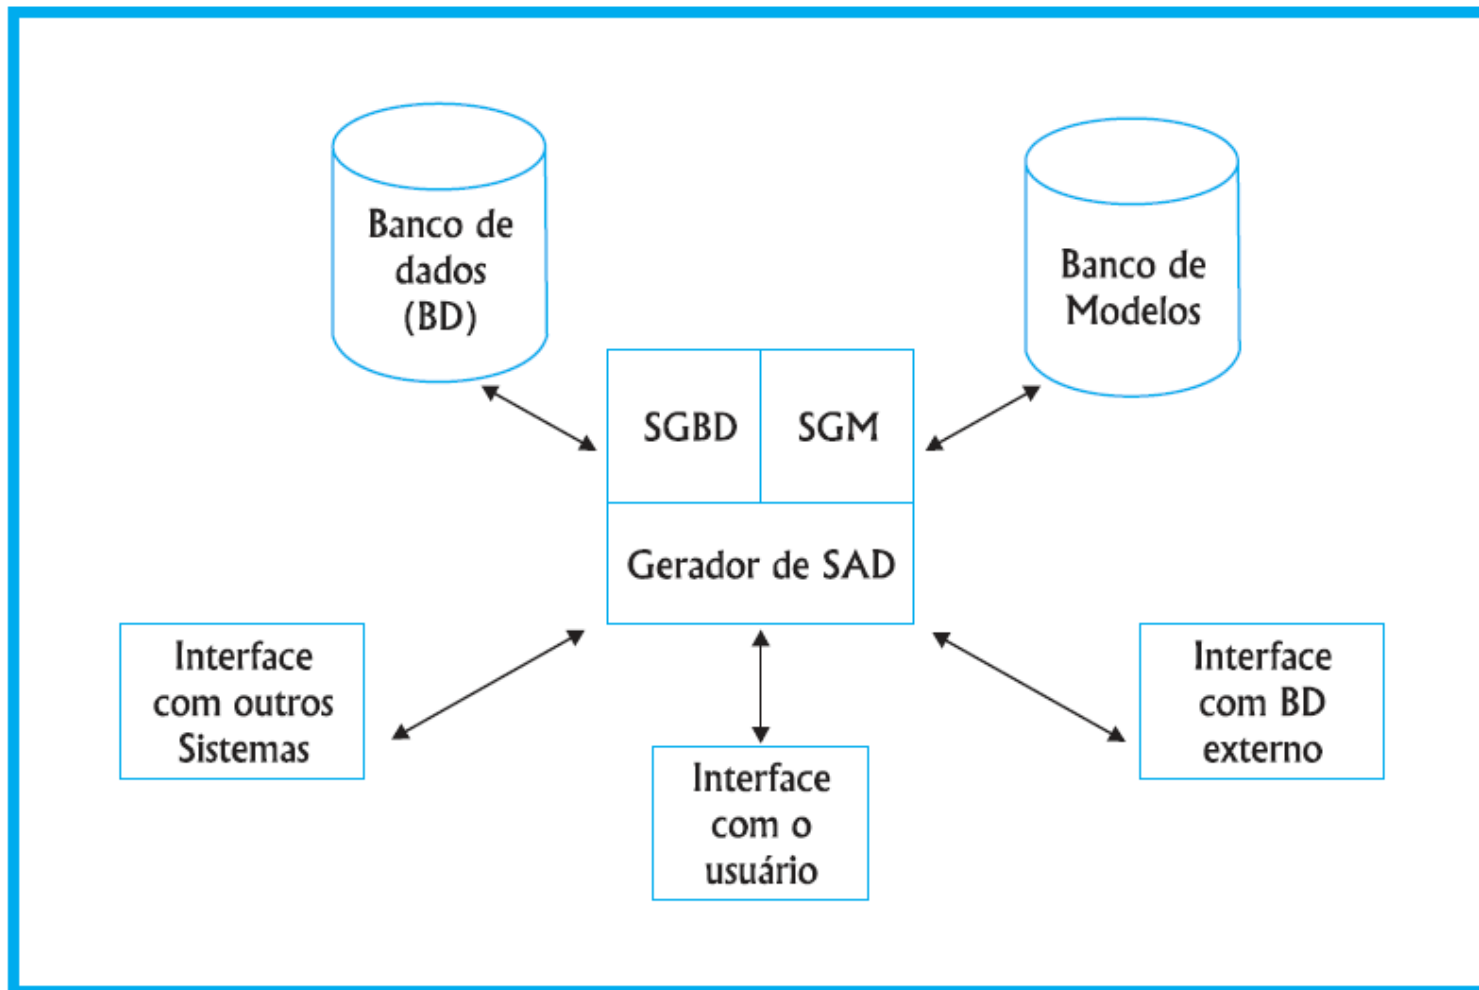 Banco de
dados
(BD)
Banco de
Modelos
SGBD
SGM
Gerador de SAD
Interface
com outros
Sistemas
Interface
com o
usuário
Interface
com BD
externo